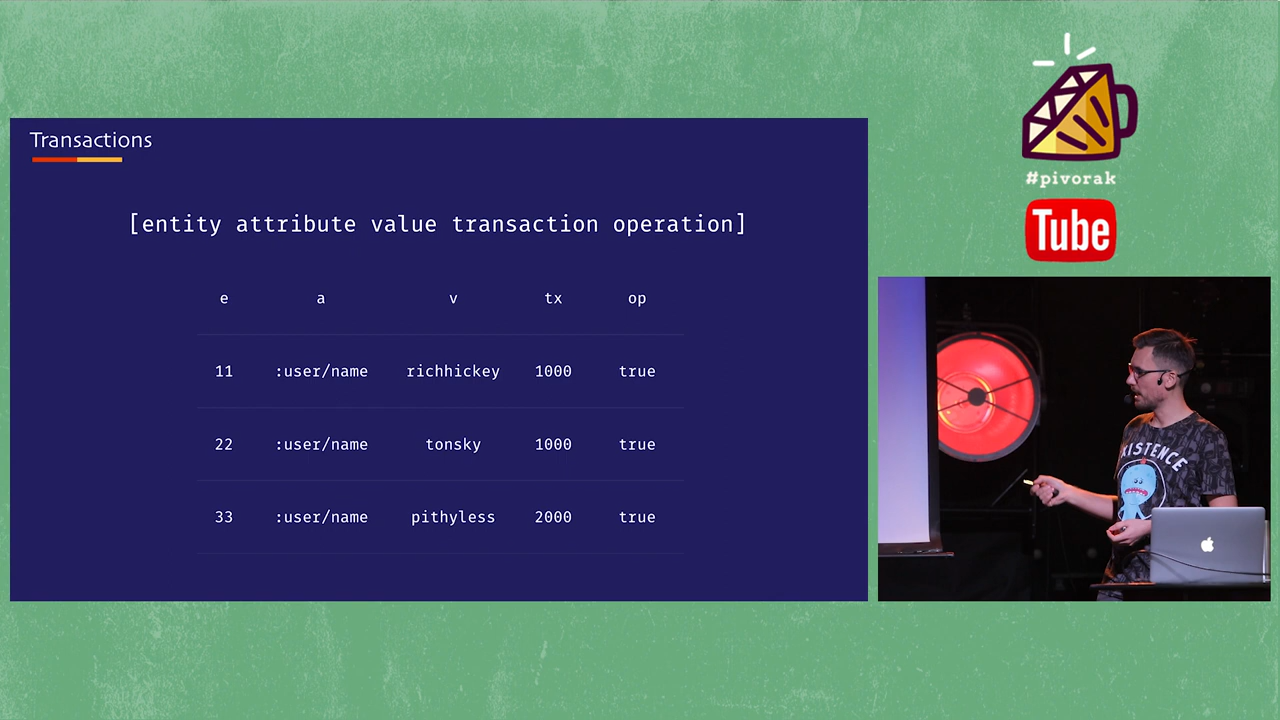 Transactions
[entity attribute value transaction operation]
e a v tx op
11 :user/name richhickey 1000 true
22 :user/name tonsky 1000 true
33 :user/name pithyless 2000 true
#pivorak
Tube
XISTENCE